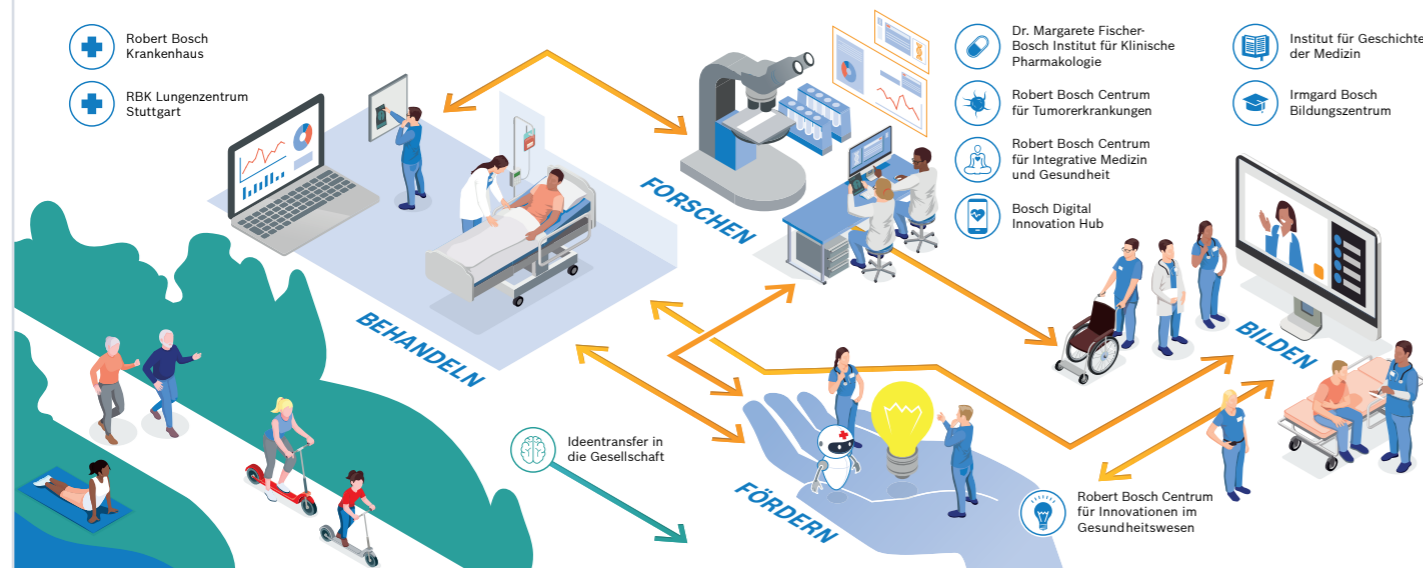 Robert Bosch
Krankenhaus
RBK Lungenzentrum
Stuttgart
Dr. Margarete Fischer-
Bosch Institut für Klinische
Pharmakologie
Robert Bosch Centrum
für Tumorerkrankungen
Robert Bosch Centrum
für Integrative Medizin
und Gesundheit
Bosch Digital
Innovation Hub
Institut für Geschichte
der Medizin
Irmgard Bosch
Bildungszentrum
FORSCHEN
BEHANDELN
BILDEN
Ideentransfer in
die Gesellschaft
FÖRDERN
Robert Bosch Centrum
für Innovationen im
Gesundheitswesen